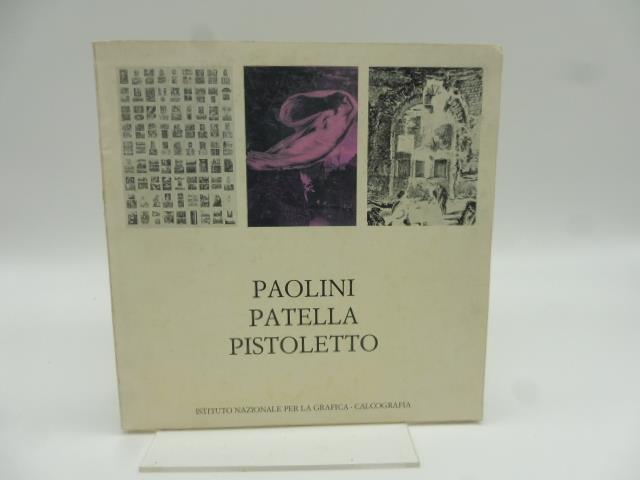 PAOLINI
PATELLA
PISTOLETTO
ISTITUTO NAZIONALE PER LA GRAFICA - CALCOGRAFIA